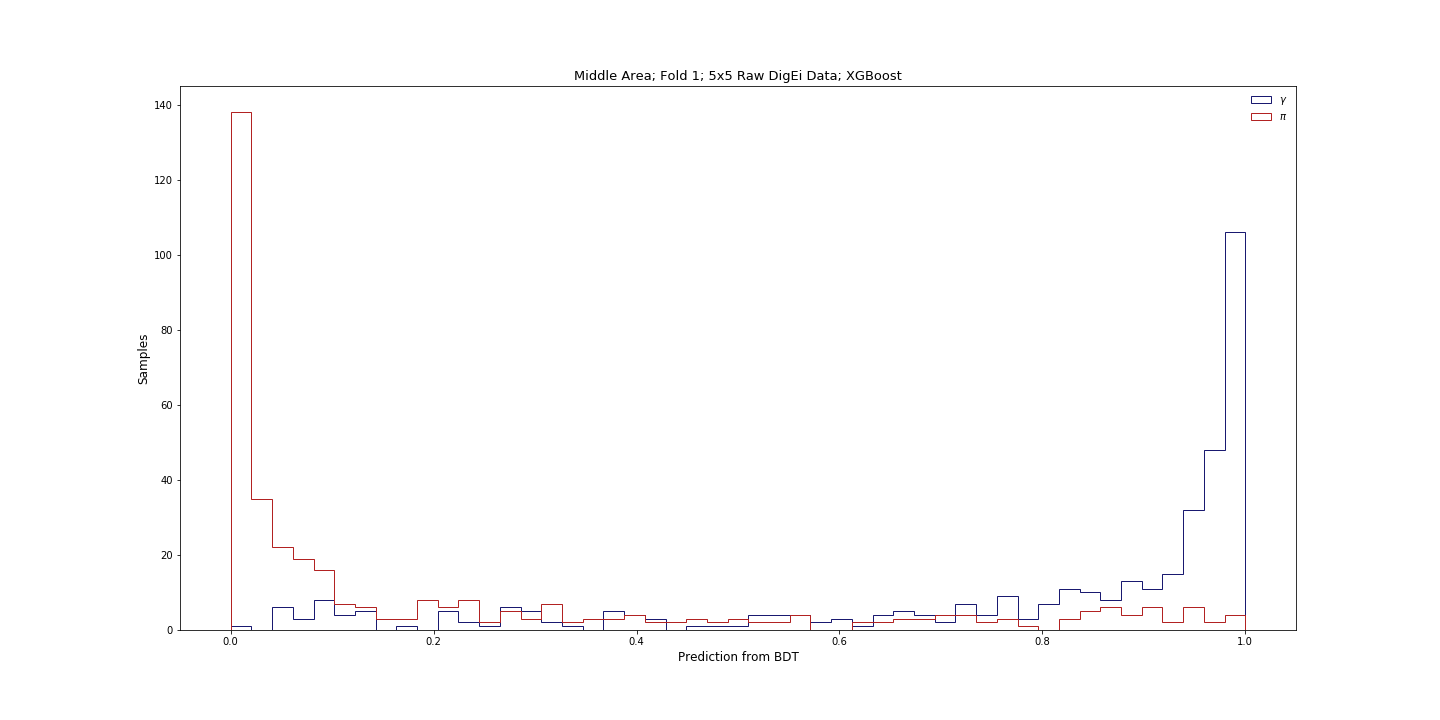 Middle Area; Fold 1; 5x5 Raw DigEi Data; XGBoost
γ
π
140
120
100
80
60
40
20
0
Samples
0.0 0.2 0.4 0.6 0.8 1.0
Prediction from BDT